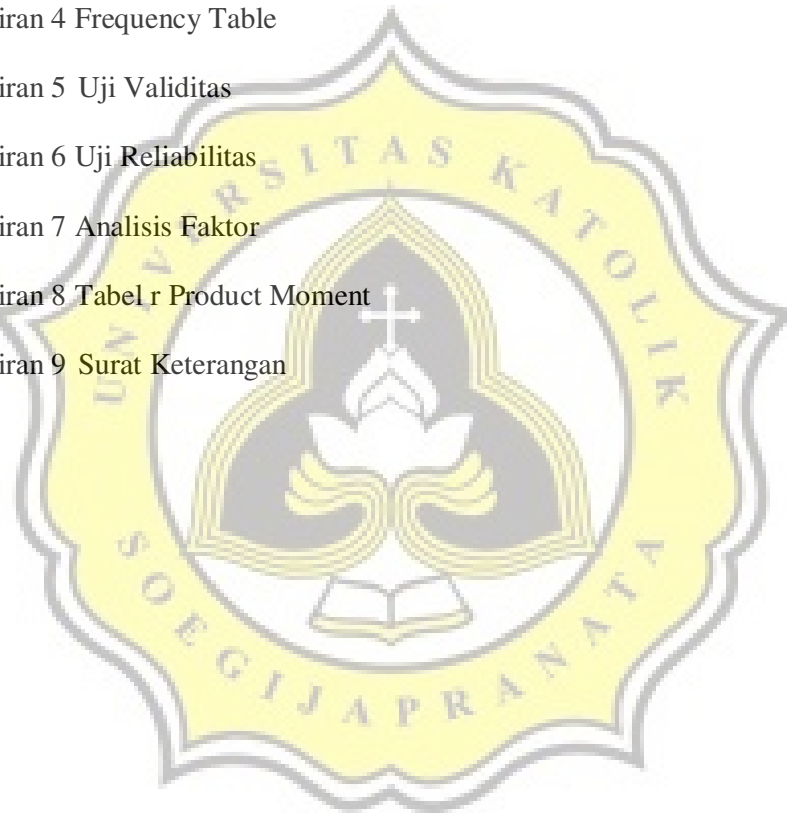 iran 4 Frequency Table
iran 5 Uji Validitas
iran 6 Uji Reliabilitas
iran 7 Analisis Faktor
iran 8 Tabel r Product Moment
iran 9 Surat Keterangan
UNIVERSITAS KATOLIK
SOEGIJAPRANATA